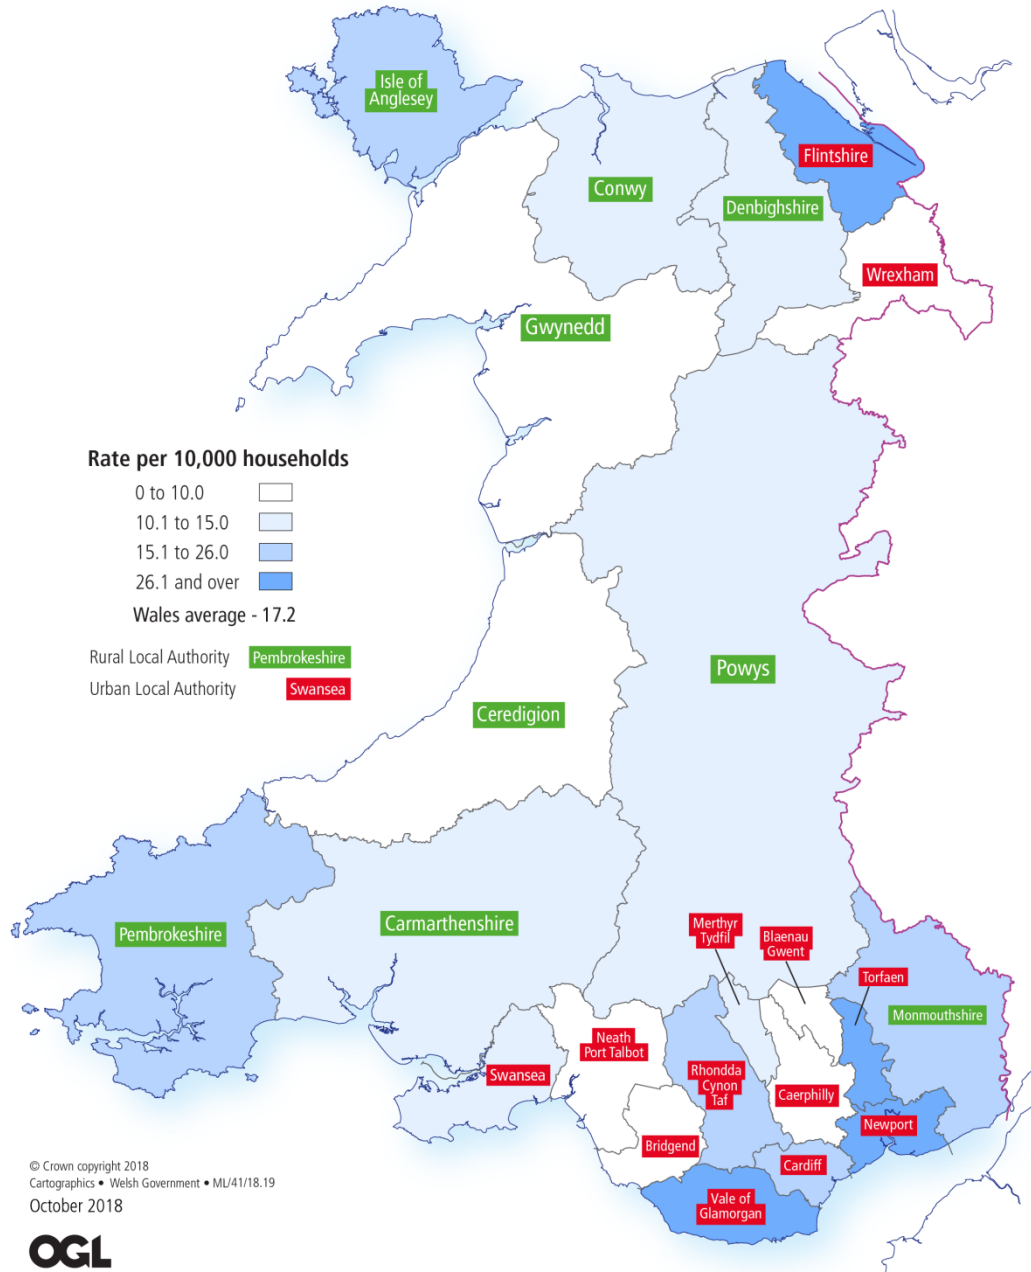 Isle of
Anglesey
Flintshire
Conwy
Denbighshire
Wrexham
Gwynedd
Rate per 10,000 households
0 to 10.0
10.1 to 15.0
15.1 to 26.0
26.1 and over
Wales average - 17.2
Rural Local Authority Pembrokeshire
Urban Local Authority Swansea
Powys
Ceredigion
Pembrokeshire
Carmarthenshire
Merthyr
Tydfil
Blaenau
Gwent
Torfaen
Monmouthshire
Neath
Port Talbot
Swansea
Rhondda
Cynon
Taf
Caerphilly
Newport
Bridgend
Cardiff
Vale of
Glamorgan
© Crown copyright 2018
Cartographics • Welsh Government • ML/41/18.19
October 2018
OGL